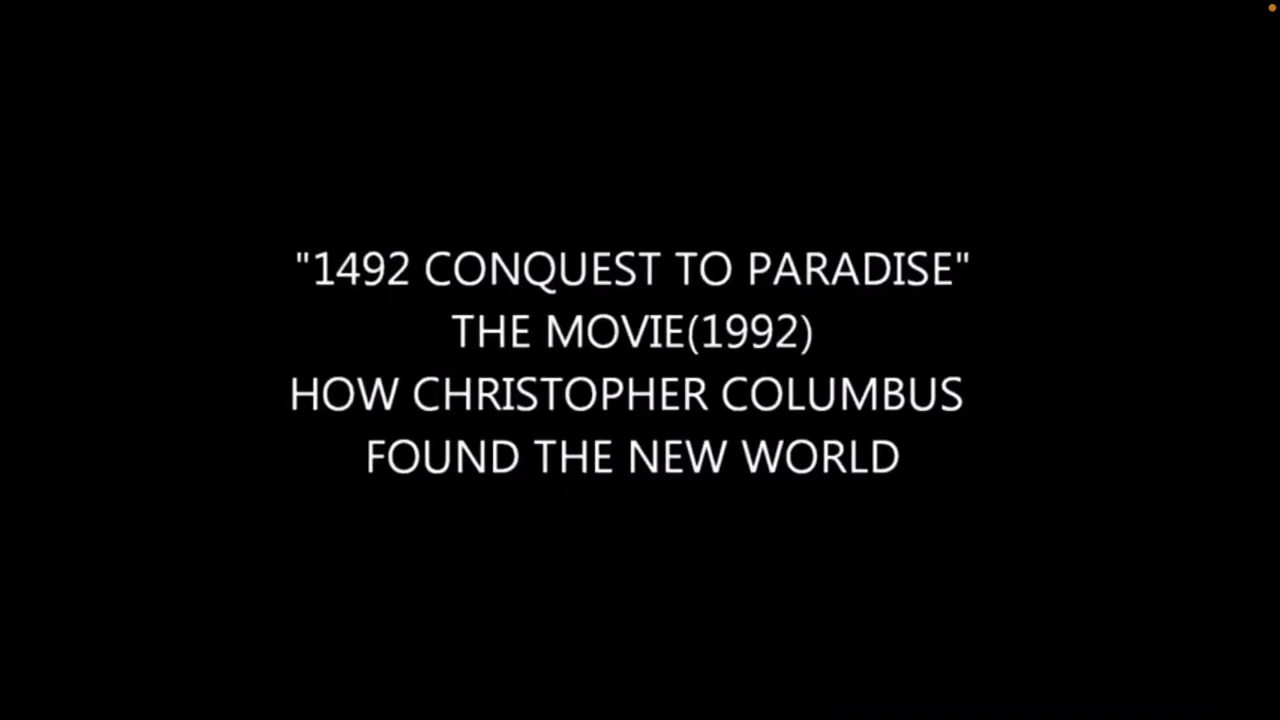 "1492 CONQUEST TO PARADISE"
THE MOVIE(1992)
HOW CHRISTOPHER COLUMBUS
FOUND THE NEW WORLD